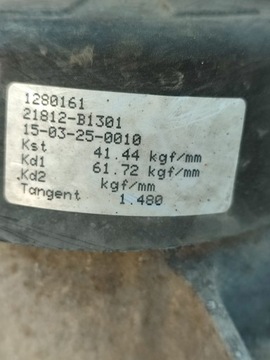 1280161
21812-B1301
15-03-25-0010
Kst 41.44 kgf/mm
Kd1 61.72 kgf/mm
Kd2 kgf/mm
Tangent 1.480